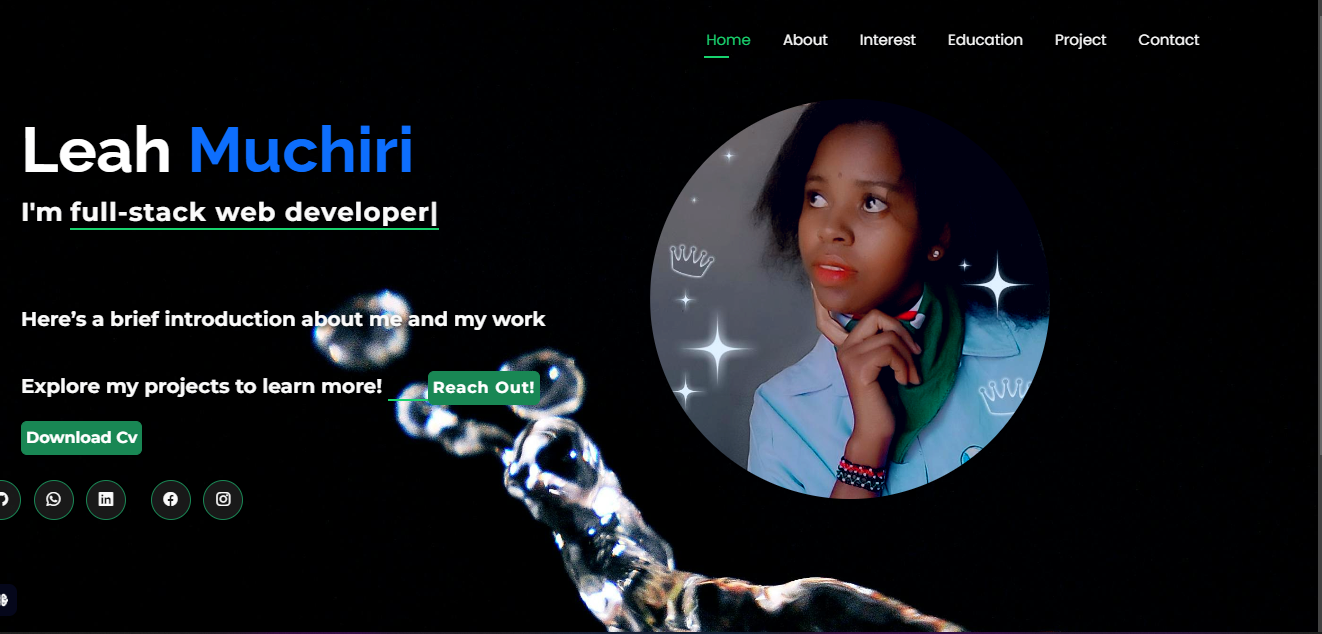 Home About Interest Education Project Contact
Leah Muchiri
I'm full-stack web developer|
Here’s a brief introduction about me and my work
Explore my projects to learn more! Reach Out!
Download Cv